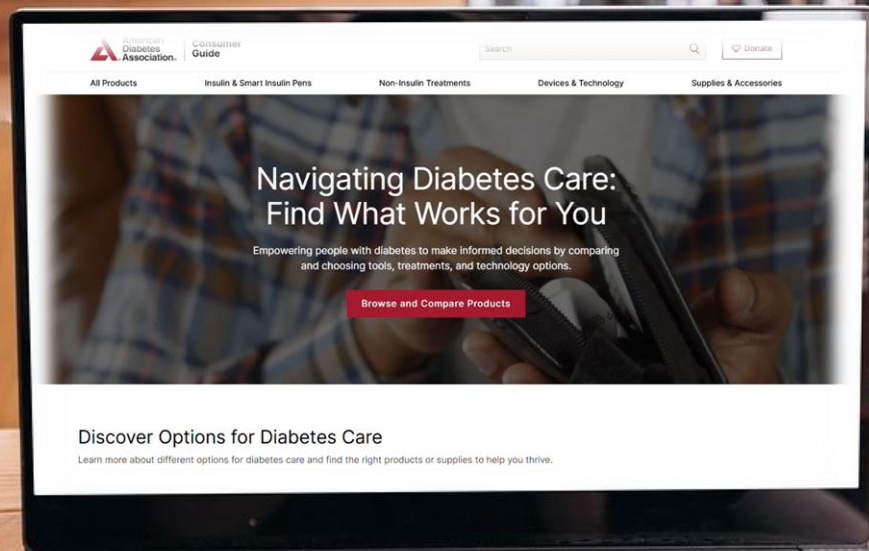 American
Diabetes
Association®
Consumer
Guide
Search
Donate
All Products
Insulin & Smart Insulin Pens
Non-Insulin Treatments
Devices & Technology
Supplies & Accessories
Navigating Diabetes Care:
Find What Works for You
Empowering people with diabetes to make informed decisions by comparing
and choosing tools, treatments, and technology options.
Browse and Compare Products
Discover Options for Diabetes Care
Learn more about different options for diabetes care and find the right products or supplies to help you thrive.